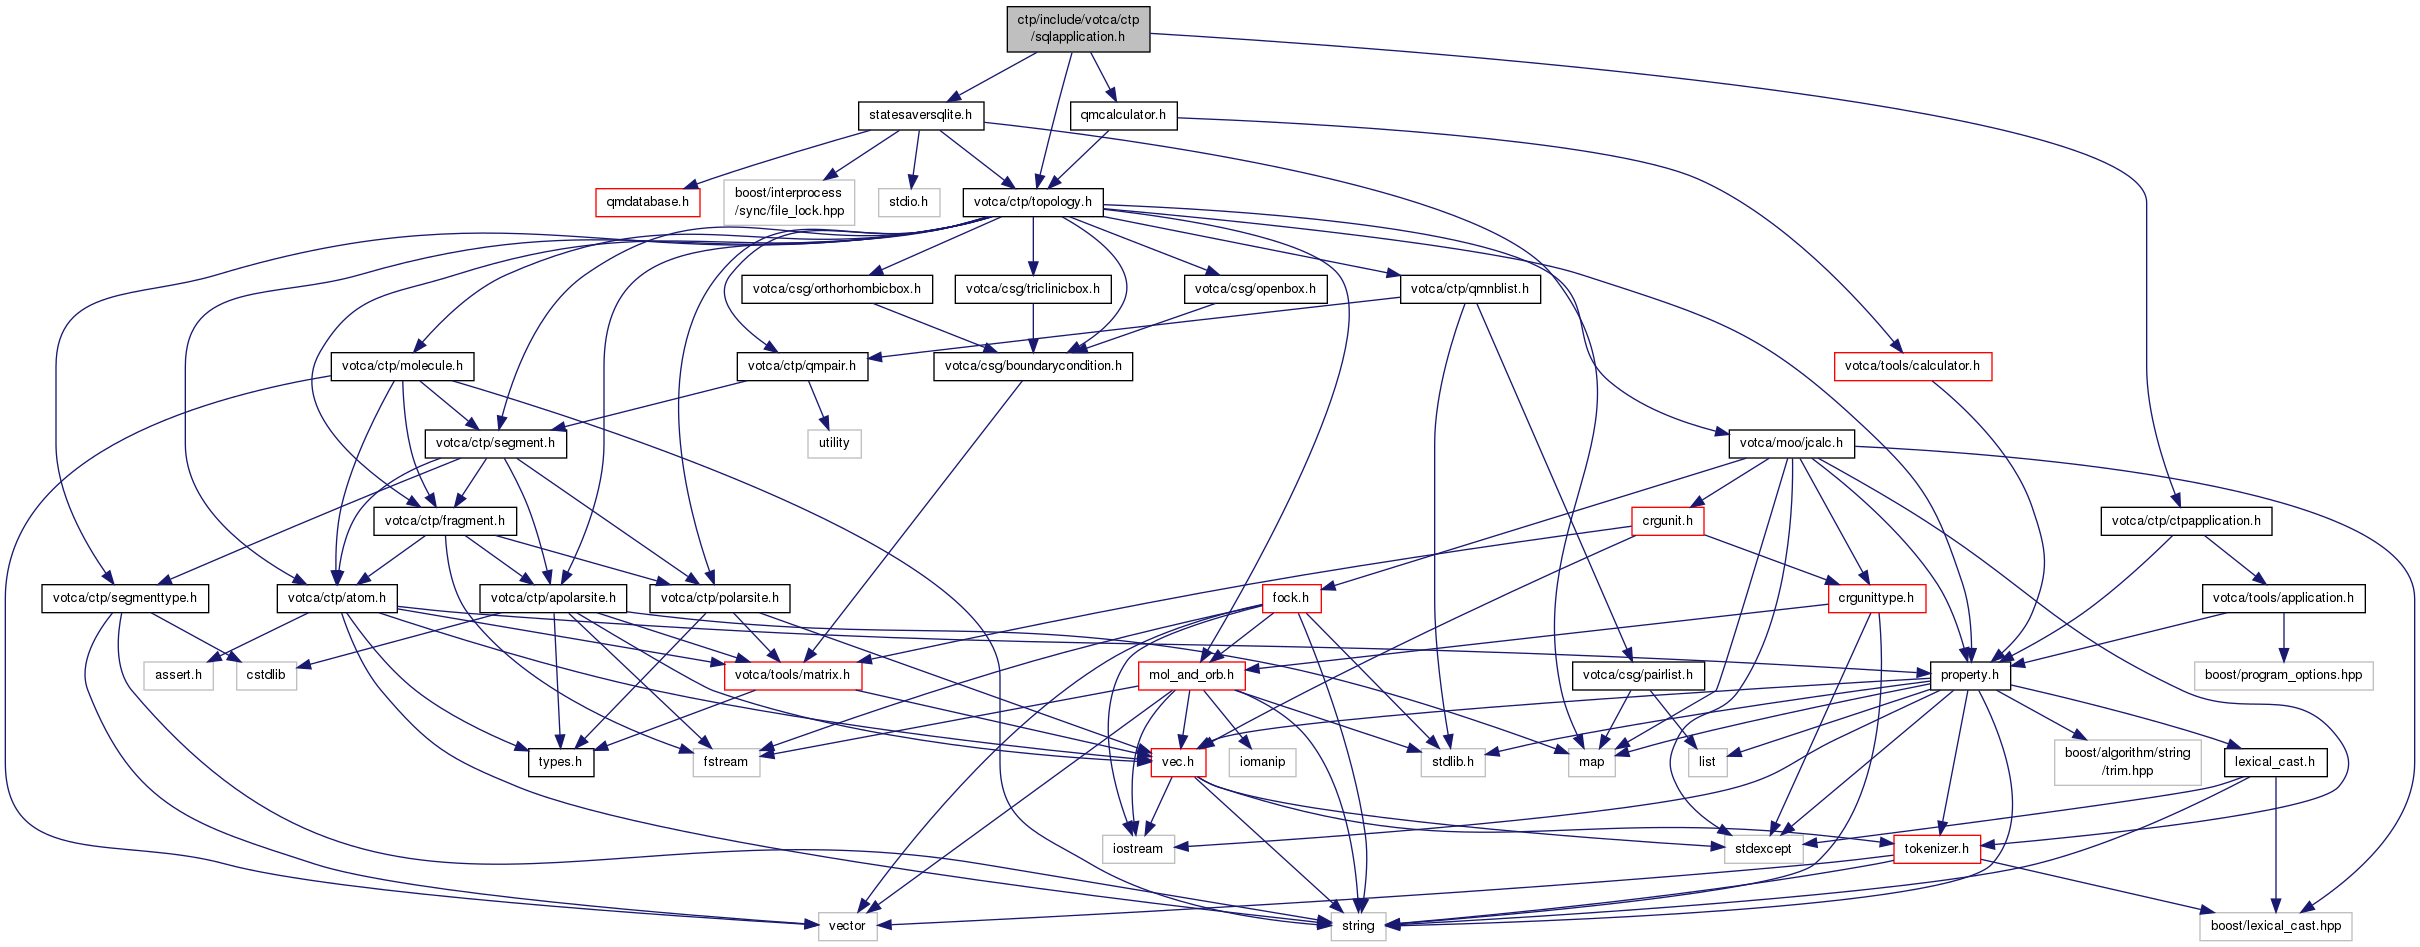 ctp/include/votca/ctp
/sqlapplication.h
statesaversqlite.h
qmcalculator.h
qmdatabase.h
boost/interprocess
/sync/file_lock.hpp
stdio.h
votca/ctp/topology.h
votca/csg/orthorhombicbox.h
votca/csg/triclinicbox.h
votca/csg/openbox.h
votca/ctp/qmnblist.h
votca/ctp/molecule.h
votca/ctp/qmpair.h
votca/csg/boundarycondition.h
votca/tools/calculator.h
votca/ctp/segment.h
utility
votca/moo/jcalc.h
votca/ctp/fragment.h
crgunit.h
votca/ctp/ctpapplication.h
votca/ctp/segmenttype.h
votca/ctp/atom.h
votca/ctp/apolarsite.h
votca/ctp/polarsite.h
fock.h
crgunittype.h
votca/tools/application.h
assert.h
cstdlib
votca/tools/matrix.h
mol_and_orb.h
votca/csg/pairlist.h
property.h
boost/program_options.hpp
types.h
fstream
vec.h
iomanip
stdlib.h
map
list
boost/algorithm/string
/trim.hpp
lexical_cast.h
iostream
stdexcept
tokenizer.h
vector
string
boost/lexical_cast.hpp